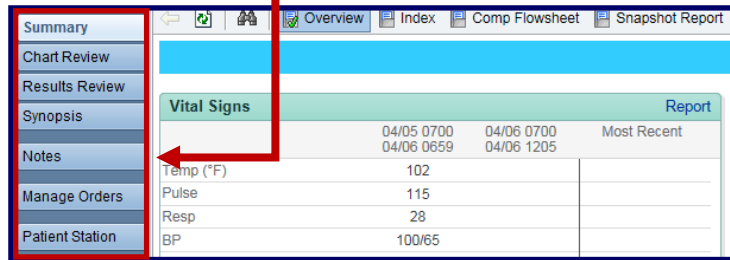 Summary
Chart Review
Results Review
Synopsis
Notes
Manage Orders
Patient Station
Overview Index Comp Flowsheet Snapshot Report
Vital Signs Report
04/05 0700 04/06 0700 Most Recent
04/06 0659 04/06 1205
Temp (°F) 102
Pulse 115
Resp 28
BP 100/65